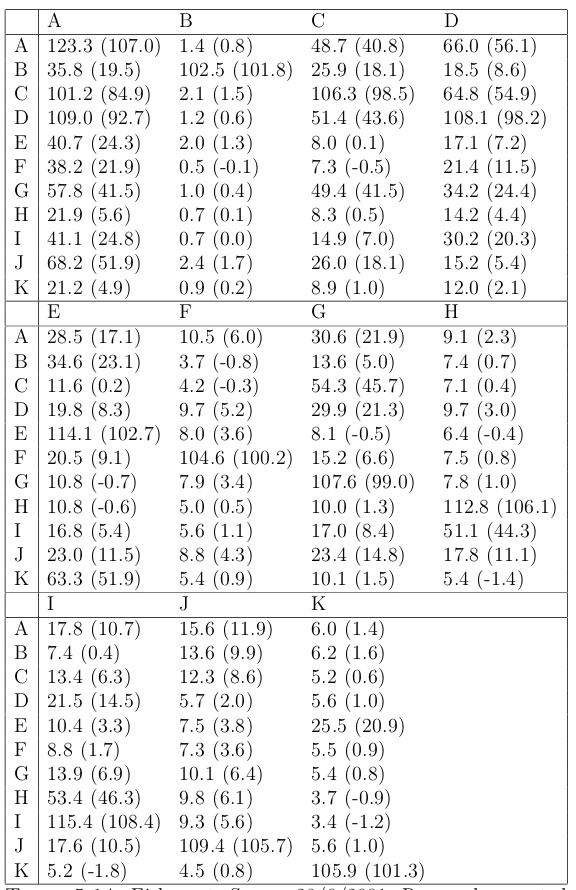 A B C D
A 123.3 (107.0) 1.4 (0.8) 48.7 (40.8) 66.0 (56.1)
B 35.8 (19.5) 102.5 (101.8) 25.9 (18.1) 18.5 (8.6)
C 101.2 (84.9) 2.1 (1.5) 106.3 (98.5) 64.8 (54.9)
D 109.0 (92.7) 1.2 (0.6) 51.4 (43.6) 108.1 (98.2)
E 40.7 (24.3) 2.0 (1.3) 8.0 (0.1) 17.1 (7.2)
F 38.2 (21.9) 0.5 (-0.1) 7.3 (-0.5) 21.4 (11.5)
G 57.8 (41.5) 1.0 (0.4) 49.4 (41.5) 34.2 (24.4)
H 21.9 (5.6) 0.7 (0.1) 8.3 (0.5) 14.2 (4.4)
I 41.1 (24.8) 0.7 (0.0) 14.9 (7.0) 30.2 (20.3)
J 68.2 (51.9) 2.4 (1.7) 26.0 (18.1) 15.2 (5.4)
K 21.2 (4.9) 0.9 (0.2) 8.9 (1.0) 12.0 (2.1)
E F G H
A 28.5 (17.1) 10.5 (6.0) 30.6 (21.9) 9.1 (2.3)
B 34.6 (23.1) 3.7 (-0.8) 13.6 (5.0) 7.4 (0.7)
C 11.6 (0.2) 4.2 (-0.3) 54.3 (45.7) 7.1 (0.4)
D 19.8 (8.3) 9.7 (5.2) 29.9 (21.3) 9.7 (3.0)
E 114.1 (102.7) 8.0 (3.6) 8.1 (-0.5) 6.4 (-0.4)
F 20.5 (9.1) 104.6 (100.2) 15.2 (6.6) 7.5 (0.8)
G 10.8 (-0.7) 7.9 (3.4) 107.6 (99.0) 7.8 (1.0)
H 10.8 (-0.6) 5.0 (0.5) 10.0 (1.3) 112.8 (106.1)
I 16.8 (5.4) 5.6 (1.1) 17.0 (8.4) 51.1 (44.3)
J 23.0 (11.5) 8.8 (4.3) 23.4 (14.8) 17.8 (11.1)
K 63.3 (51.9) 5.4 (0.9) 10.1 (1.5) 5.4 (-1.4)
I J K
A 17.8 (10.7) 15.6 (11.9) 6.0 (1.4)
B 7.4 (0.4) 13.6 (9.9) 6.2 (1.6)
C 13.4 (6.3) 12.3 (8.6) 5.2 (0.6)
D 21.5 (14.5) 5.7 (2.0) 5.6 (1.0)
E 10.4 (3.3) 7.5 (3.8) 25.5 (20.9)
F 8.8 (1.7) 7.3 (3.6) 5.5 (0.9)
G 13.9 (6.9) 10.1 (6.4) 5.4 (0.8)
H 53.4 (46.3) 9.8 (6.1) 3.7 (-0.9)
I 115.4 (108.4) 9.3 (5.6) 3.4 (-1.2)
J 17.6 (10.5) 109.4 (105.7) 5.6 (1.0)
K 5.2 (-1.8) 4.5 (0.8) 105.9 (101.3)